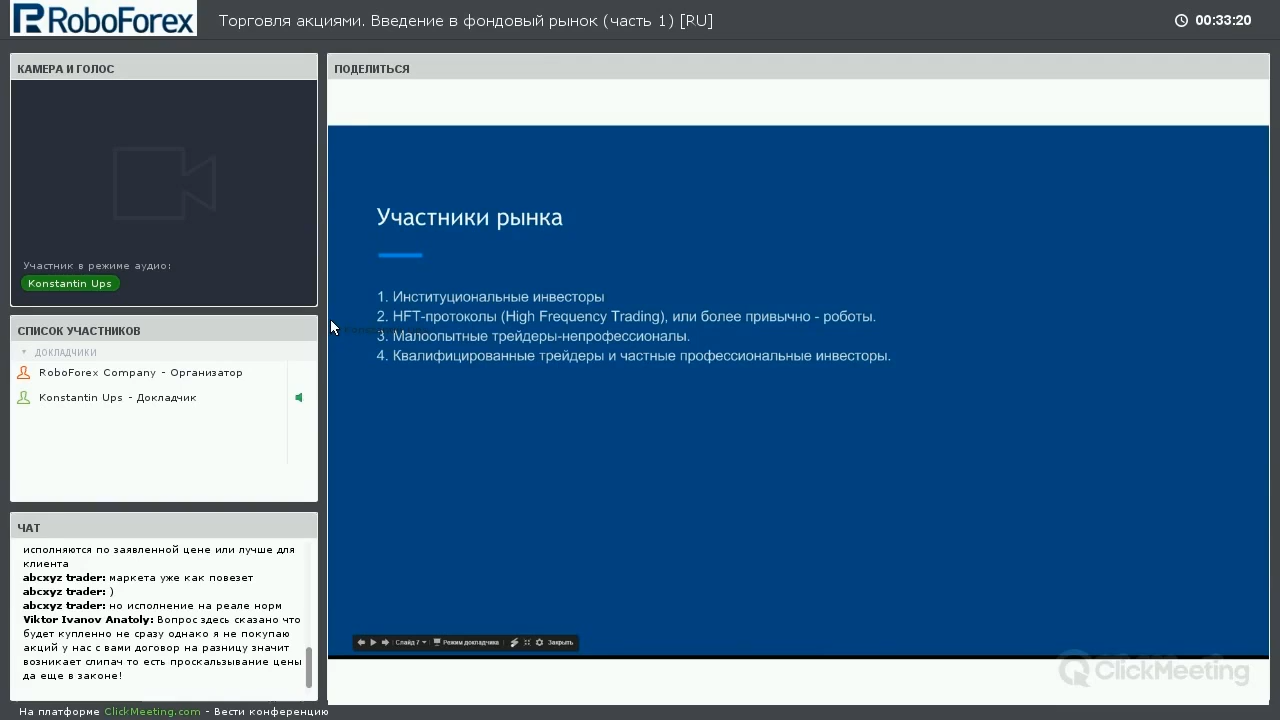 RoboForex
Торговля акциями. Введение в фондовый рынок (часть 1) [RU]
00:33:20
КАМЕРА И ГОЛОС
Участник в режиме аудио:
Konstantin Ups
СПИСОК УЧАСТНИКОВ
ДОКЛАДЧИКИ
RoboForex Company - Организатор
Konstantin Ups - Докладчик
ЧАТ
исполняются по заявленной цене или лучше для
клиента
abcxyz trader: маркета уже как повезет
abcxyz trader: )
abcxyz trader: но исполнение на реале норм
Viktor Ivanov Anatoly: Вопрос здесь сказано что
будет купленно не сразу однако я не покупаю
акций у нас с вами договор на разницу значит
возникает слипач то есть проскальзывание цены
да еще в законе!
На платформе ClickMeeting.com - Вести конференцию
ПОДЕЛИТЬСЯ
Участники рынка
1. Институциональные инвесторы
2. HFT-протоколы (High Frequency Trading), или более привычно - роботы.
3. Малоопытные трейдеры-непрофессионалы.
4. Квалифицированные трейдеры и частные профессиональные инвесторы.
Слайд 7 Режим докладчика Закрыть
ClickMeeting